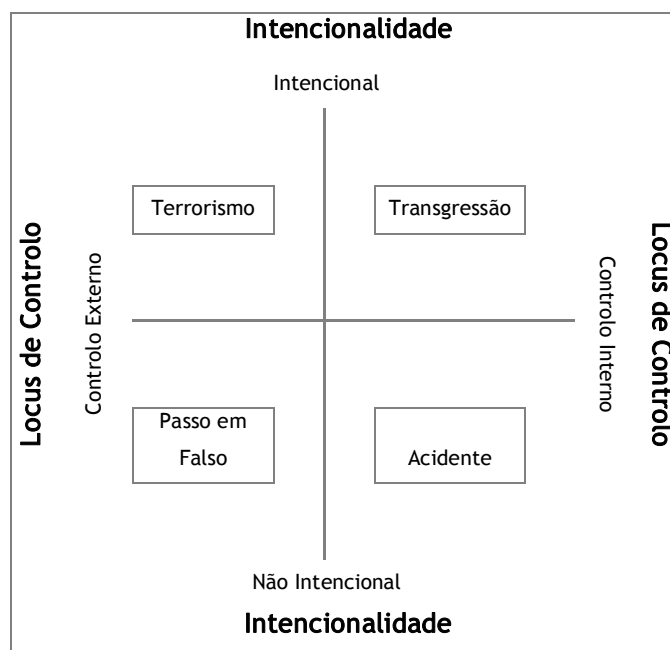 Intencionalidade
Intencional
Terrorismo
Transgressão
Locus de Controlo
Controlo Externo
Controlo Interno
Locus de Controlo
Passo em
Falso
Acidente
Não Intencional
Intencionalidade